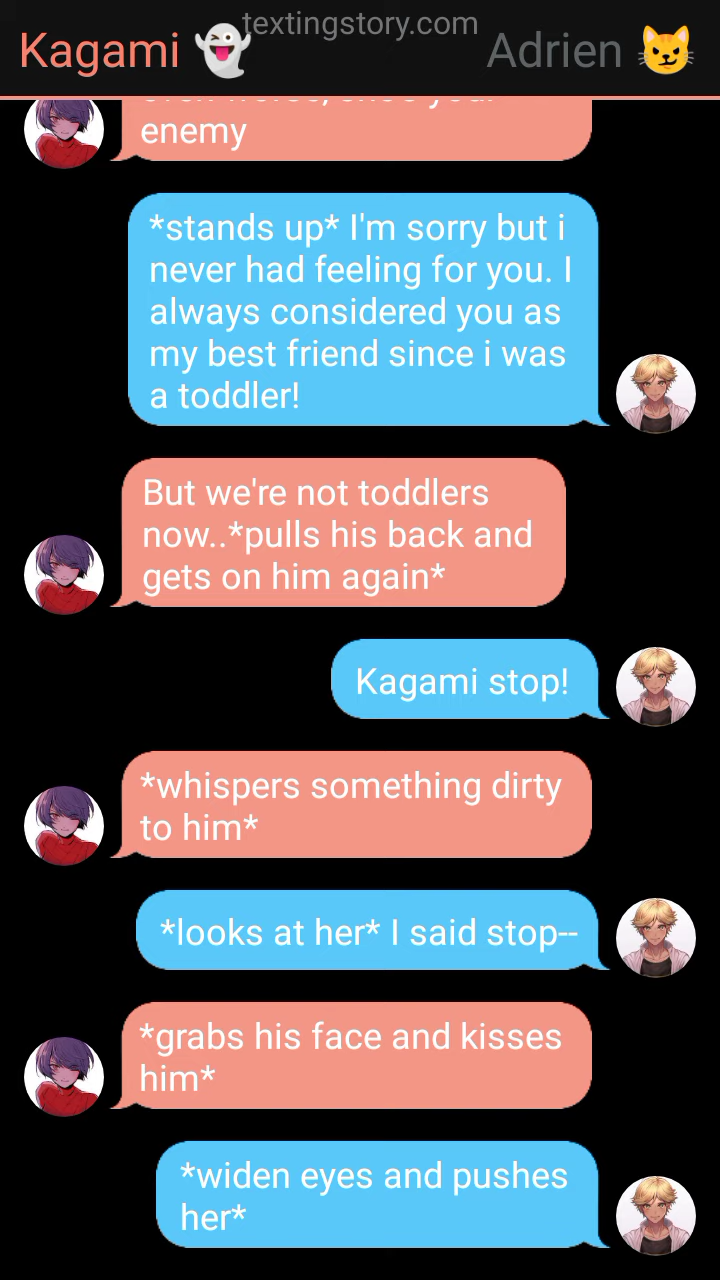 textingstory.com
Kagami 👻 Adrien 😼
enemy
*stands up* I'm sorry but i
never had feeling for you. I
always considered you as
my best friend since i was
a toddler!
But we're not toddlers
now..*pulls his back and
gets on him again*
Kagami stop!
*whispers something dirty
to him*
*looks at her* I said stop--
*grabs his face and kisses
him*
*widen eyes and pushes
her*